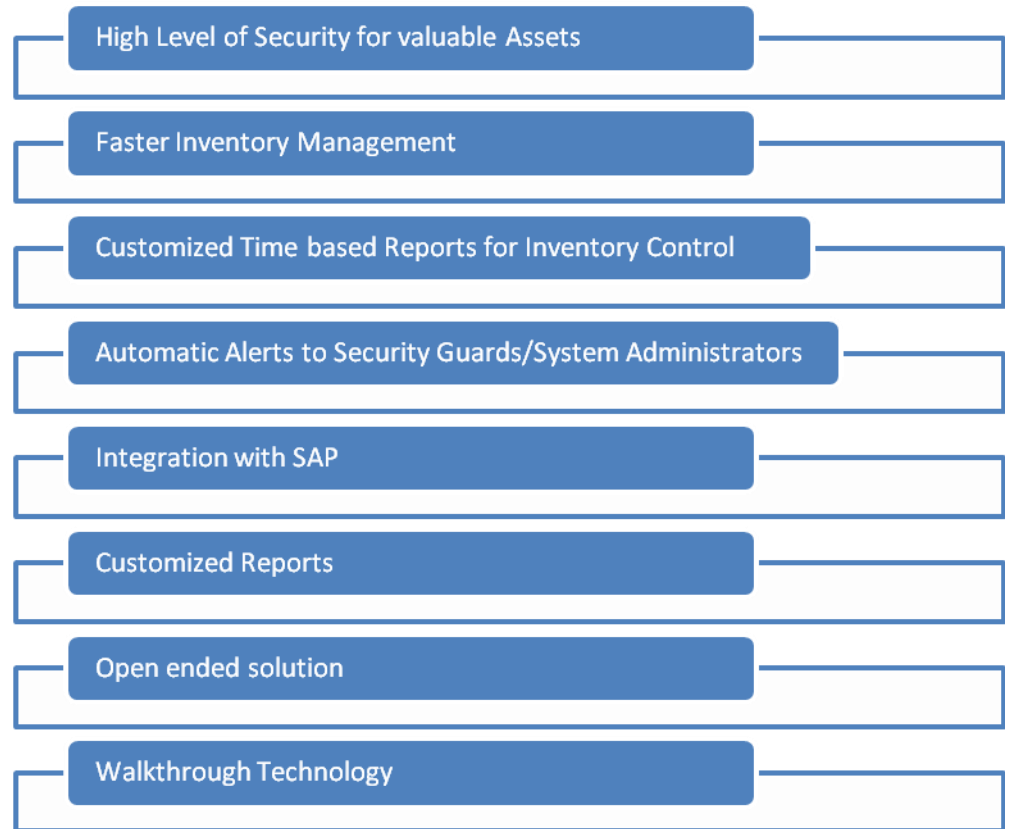 High Level of Security for valuable Assets
Faster Inventory Management
Customized Time based Reports for Inventory Control
Automatic Alerts to Security Guards/System Administrators
Integration with SAP
Customized Reports
Open ended solution
Walkthrough Technology